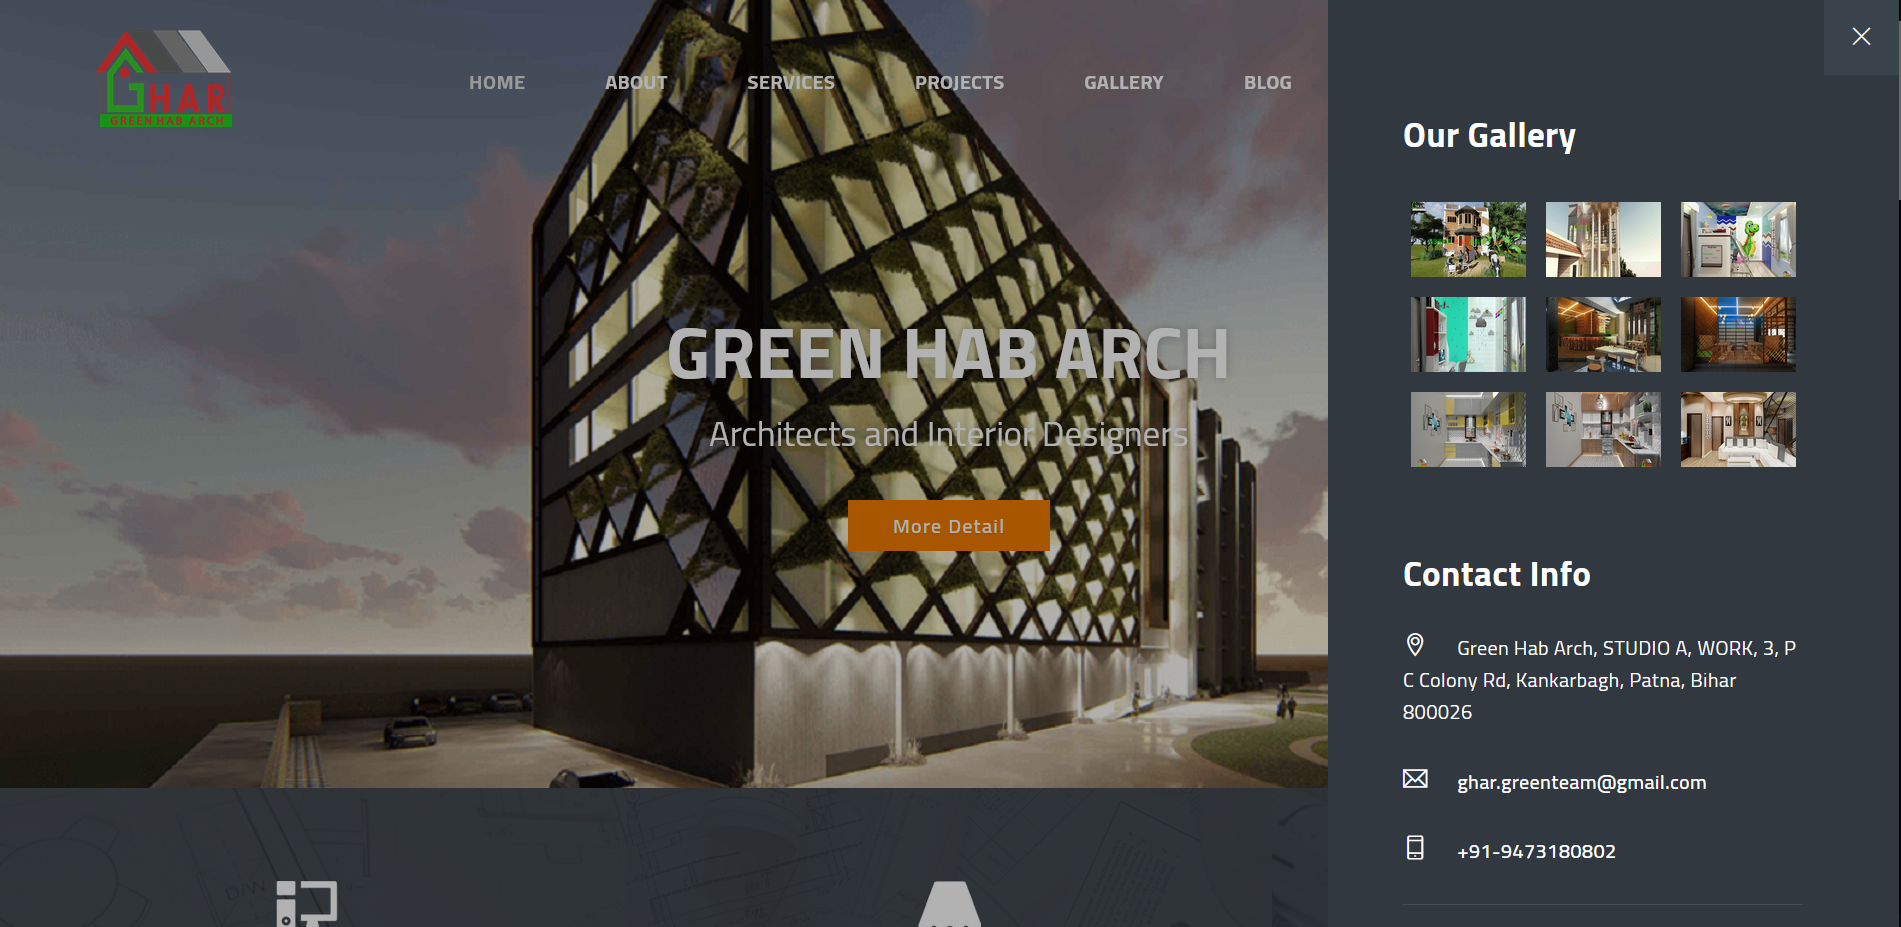 GHAR
GREEN HAB ARCH
HOME
ABOUT
SERVICES
PROJECTS
GALLERY
BLOG
GREEN HAB ARCH
Architects and Interior Designers
More Detail
Our Gallery
Contact Info
Green Hab Arch, STUDIO A, WORK, 3, P
C Colony Rd, Kankarbagh, Patna, Bihar
800026
ghar.greenteam@gmail.com
+91-9473180802